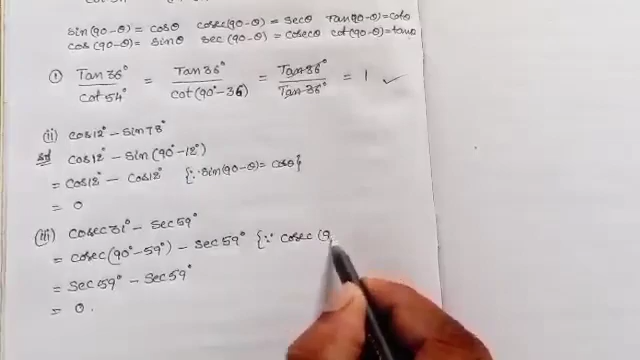 sin(90-θ) = cosθ cosec(90-θ) = secθ Tan(90-θ)=cotθ
cos(90-θ)= sinθ sec(90-θ) = cosecθ cot(90-θ)=tanθ
(i) Tan36°/cot54° = Tan36°/cot(90°-36) = Tan36°/Tan36° = 1 ✓
(ii) cos12° - sin78°
sol cos12° - sin(90°-12°)
= cos12° - cos12° {∵ sin(90-θ)= cosθ}
= 0
(iii) cosec31° - sec59°
= cosec(90°-59°) - sec59° {∵ cosec(9
= sec59° - sec59°
= 0.